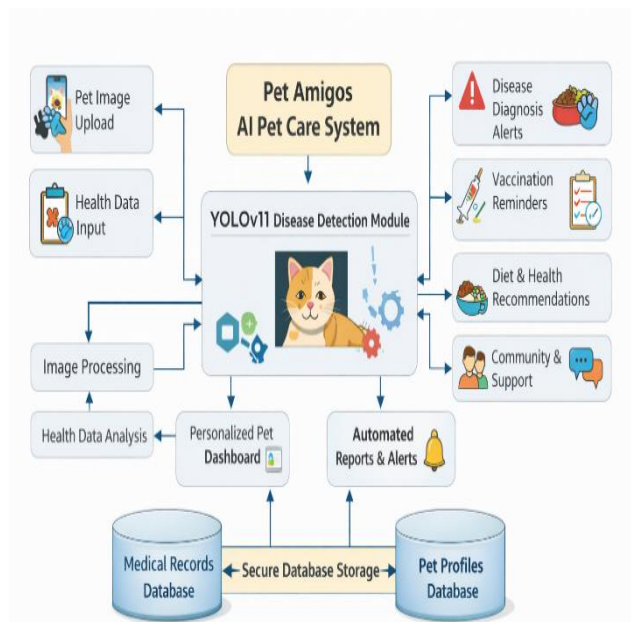 Pet Amigos
AI Pet Care System
Pet Image
Upload
Health Data
Input
YOLOv11 Disease Detection Module
Disease
Diagnosis
Alerts
Vaccination
Reminders
Diet & Health
Recommendations
Community &
Support
Image Processing
Health Data Analysis
Personalized Pet
Dashboard
Automated
Reports & Alerts
Medical Records
Database
Secure Database Storage
Pet Profiles
Database